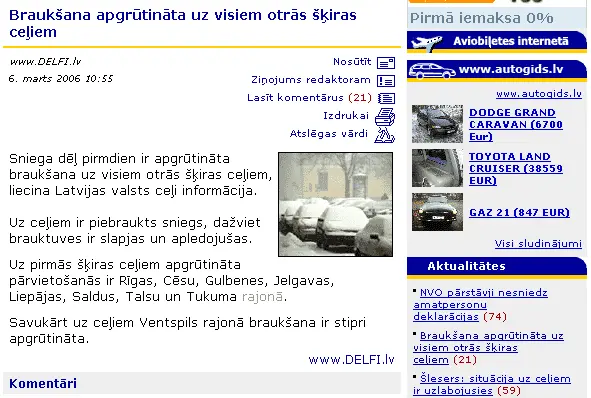 Braukšana apgrūtināta uz visiem otrās šķiras
ceļiem
www.DELFI.lv
6. marts 2006 10:55
Nosūtīt
Ziņojums redaktoram
Lasīt komentārus (21)
Izdrukai
Atslēgas vārdi
Sniega dēļ pirmdien ir apgrūtināta
braukšana uz visiem otrās šķiras ceļiem,
liecina Latvijas valsts ceļi informācija.
Uz ceļiem ir piebraukts sniegs, dažviet
brauktuves ir slapjas un apledojušas.
Uz pirmās šķiras ceļiem apgrūtināta
pārvietošanās ir Rīgas, Cēsu, Gulbenes, Jelgavas,
Liepājas, Saldus, Talsu un Tukuma rajonā.
Savukārt uz ceļiem Ventspils rajonā braukšana ir stipri
apgrūtināta.
www.DELFI.lv
Komentāri
Pirmā iemaksa 0%
Aviobiļetes internetā
www.autogids.lv
www.autogids.lv
DODGE GRAND
CARAVAN (6700
Eur)
TOYOTA LAND
CRUISER (38559
EUR)
GAZ 21 (847 EUR)
Visi sludinājumi
Aktualitātes
NVO pārstāvji nesniedz
amatpersonu
deklarācijas (74)
Braukšana apgrūtināta uz
visiem otrās šķiras
ceļiem (21)
Šlesers: situācija uz ceļiem
ir uzlabojusies (59)